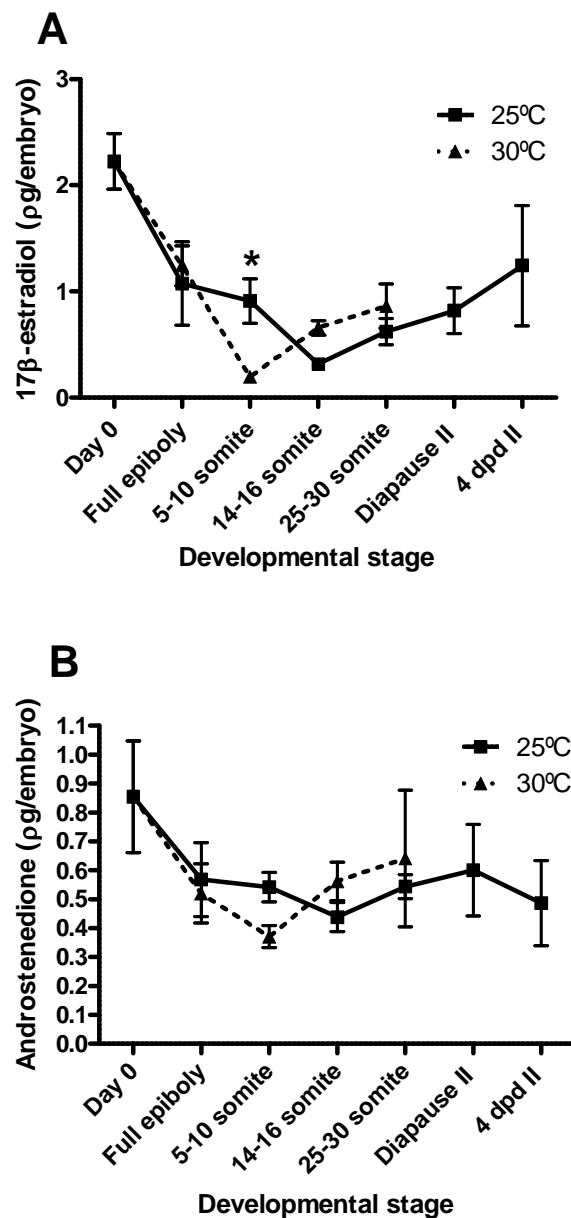 A
3
2
1
0
17β-estradiol (ρg/embryo)
25ºC
30ºC
*
Day 0
Full epiboly
5-10 somite
14-16 somite
25-30 somite
Diapause II
4 dpd II
Developmental stage
B
1.1
1.0
0.9
0.8
0.7
0.6
0.5
0.4
0.3
0.2
0.1
0.0
Androstenedione (ρg/embryo)
25ºC
30ºC
Day 0
Full epiboly
5-10 somite
14-16 somite
25-30 somite
Diapause II
4 dpd II
Developmental stage